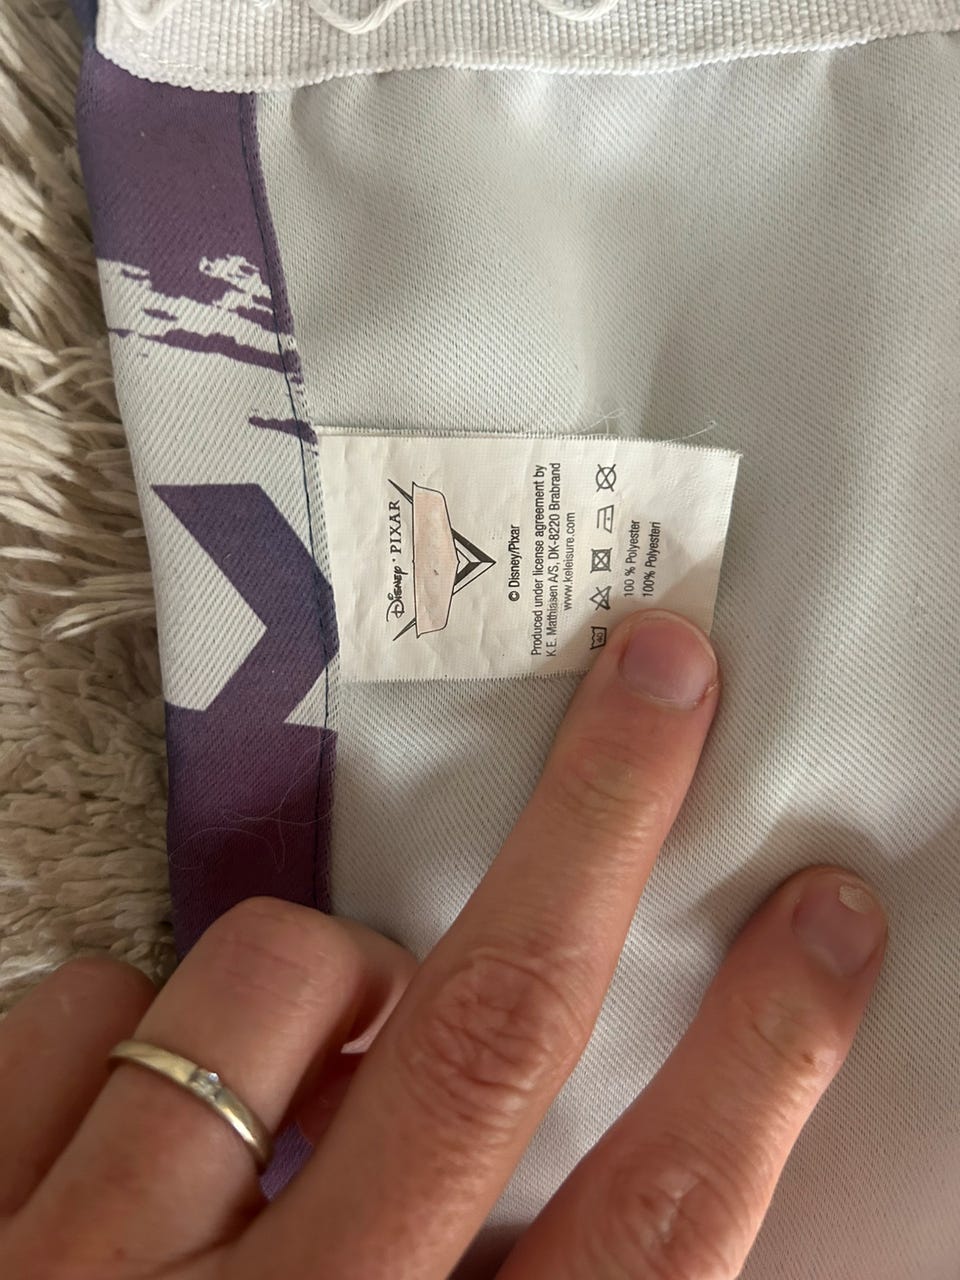 Disney · PIXAR
© Disney/Pixar
Produced under license agreement by
K.E. Mathiasen A/S, DK-8220 Brabrand
www.keleisure.com
100 % Polyester
100% Polyesteri